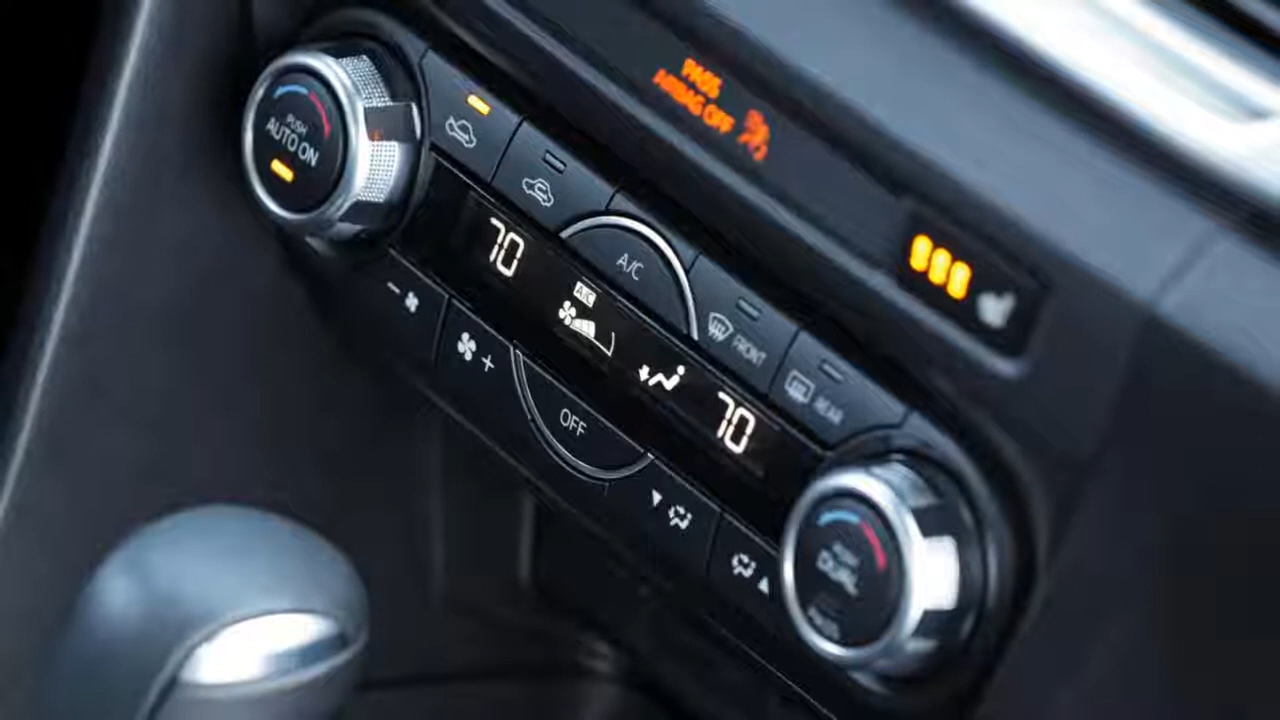 PASS
AIRBAG OFF
PUSH
AUTO ON
A/C
70
A/C
FRONT
REAR
70
OFF
DUAL